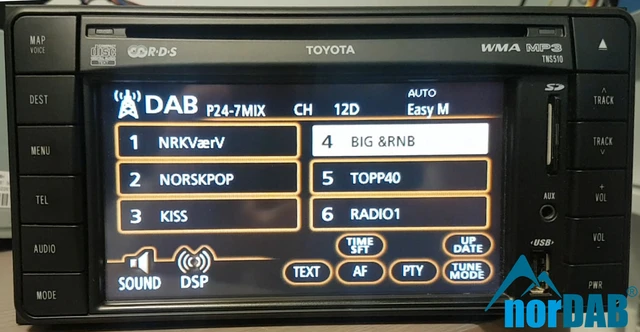 MAP
VOICE
disc
CD·R·D·S
TOYOTA
WMA MP3
TNS510
DEST
MENU
TEL
AUDIO
MODE
DAB P24-7MIX CH 12D AUTO
Easy M
1 NRKVærV
4 BIG &RNB
2 NORSKPOP
5 TOPP40
3 KISS
6 RADIO1
TIME
SFT
UP
DATE
SOUND
DSP
TEXT
AF
PTY
TUNE
MODE
SD
AUX
USB
TRACK
TRACK
+
VOL
VOL
-
PWR
norDAB®